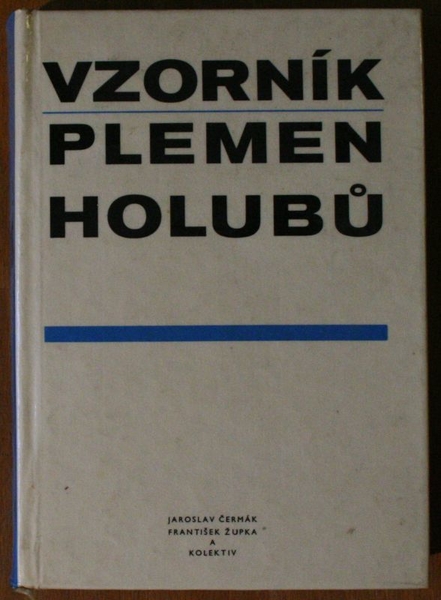 VZORNÍK
PLEMEN
HOLUBŮ
JAROSLAV ČERMÁK
FRANTIŠEK ŽUPKA
A
KOLEKTIV